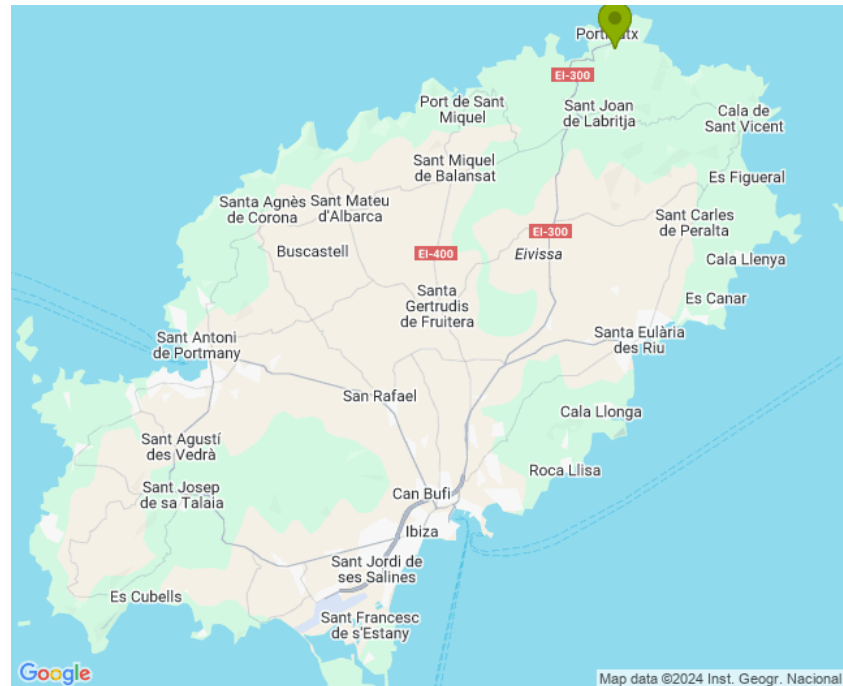 Port
tx
EI-300
Port de Sant
Miquel
Sant Joan
de Labritja
Cala de
Sant Vicent
Sant Miquel
de Balansat
Es Figueral
Santa Agnès
de Corona
Sant Mateu
d'Albarca
Sant Carles
de Peralta
EI-300
Buscastell
EI-400
Eivissa
Cala Llenya
Santa
Gertrudis
de Fruitera
Es Canar
Sant Antoni
de Portmany
Santa Eulària
des Riu
San Rafael
Cala Llonga
Sant Agustí
des Vedrà
Roca Llisa
Sant Josep
de sa Talaia
Can Bufi
Ibiza
Sant Jordi de
ses Salines
Es Cubells
Sant Francesc
de s'Estany
Google
Map data ©2024 Inst. Geogr. Nacional